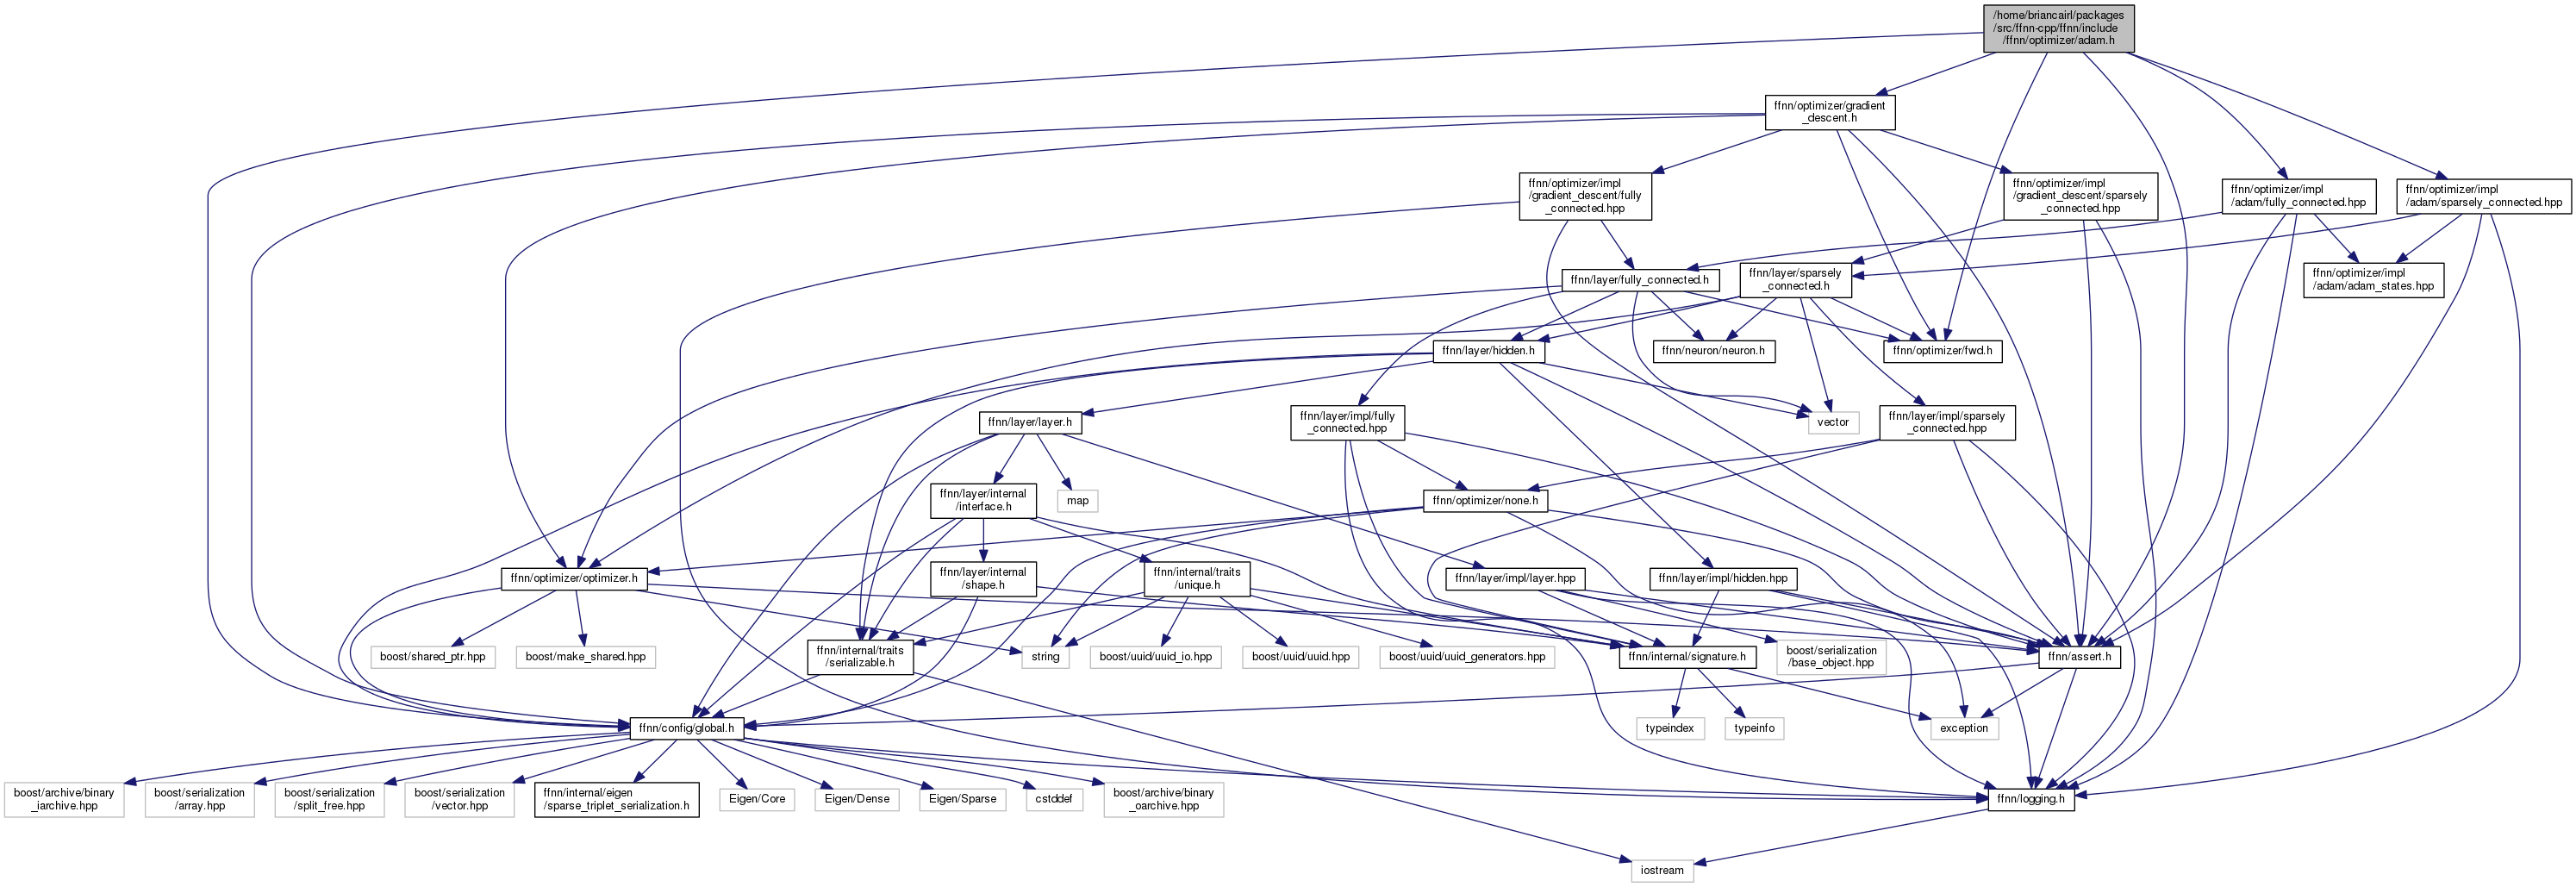 /home/briancairl/packages
/src/ffnn-cpp/ffnn/include
/ffnn/optimizer/adam.h
ffnn/optimizer/gradient
_descent.h
ffnn/optimizer/impl
/gradient_descent/fully
_connected.hpp
ffnn/optimizer/impl
/gradient_descent/sparsely
_connected.hpp
ffnn/optimizer/impl
/adam/fully_connected.hpp
ffnn/optimizer/impl
/adam/sparsely_connected.hpp
ffnn/layer/fully_connected.h
ffnn/layer/sparsely
_connected.h
ffnn/optimizer/impl
/adam/adam_states.hpp
ffnn/layer/hidden.h
ffnn/neuron/neuron.h
ffnn/optimizer/fwd.h
ffnn/layer/layer.h
ffnn/layer/impl/fully
_connected.hpp
vector
ffnn/layer/impl/sparsely
_connected.hpp
ffnn/layer/internal
/interface.h
map
ffnn/optimizer/none.h
ffnn/optimizer/optimizer.h
ffnn/layer/internal
/shape.h
ffnn/internal/traits
/unique.h
ffnn/layer/impl/layer.hpp
ffnn/layer/impl/hidden.hpp
boost/shared_ptr.hpp
boost/make_shared.hpp
ffnn/internal/traits
/serializable.h
string
boost/uuid/uuid_io.hpp
boost/uuid/uuid.hpp
boost/uuid/uuid_generators.hpp
ffnn/internal/signature.h
boost/serialization
/base_object.hpp
ffnn/assert.h
ffnn/config/global.h
typeindex
typeinfo
exception
boost/archive/binary
_iarchive.hpp
boost/serialization
/array.hpp
boost/serialization
/split_free.hpp
boost/serialization
/vector.hpp
ffnn/internal/eigen
/sparse_triplet_serialization.h
Eigen/Core
Eigen/Dense
Eigen/Sparse
cstddef
boost/archive/binary
_oarchive.hpp
ffnn/logging.h
iostream